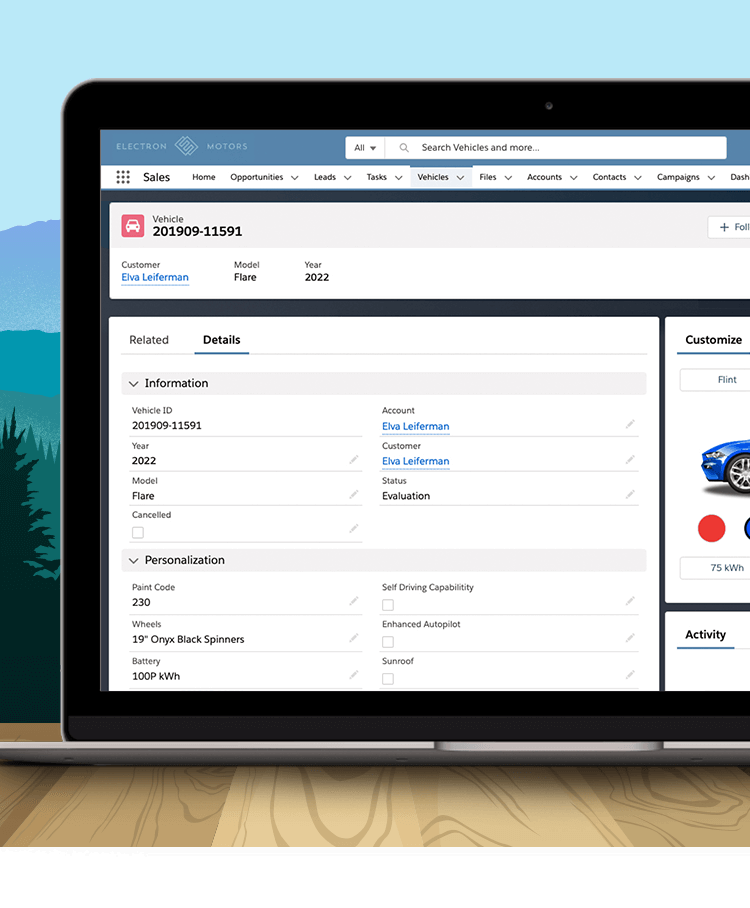 ELECTRON MOTORS
All Search Vehicles and more...
Sales Home Opportunities Leads Tasks Vehicles Files Accounts Contacts Campaigns Dash
Vehicle
201909-11591
+ Foll
Customer Model Year
Elva Leiferman Flare 2022
Related Details
Information
Vehicle ID Account
201909-11591 Elva Leiferman
Year Customer
2022 Elva Leiferman
Model Status
Flare Evaluation
Cancelled
Personalization
Paint Code Self Driving Capabilitity
230
Wheels Enhanced Autopilot
19" Onyx Black Spinners
Battery Sunroof
100P kWh
Customize
Flint
75 kWh
Activity